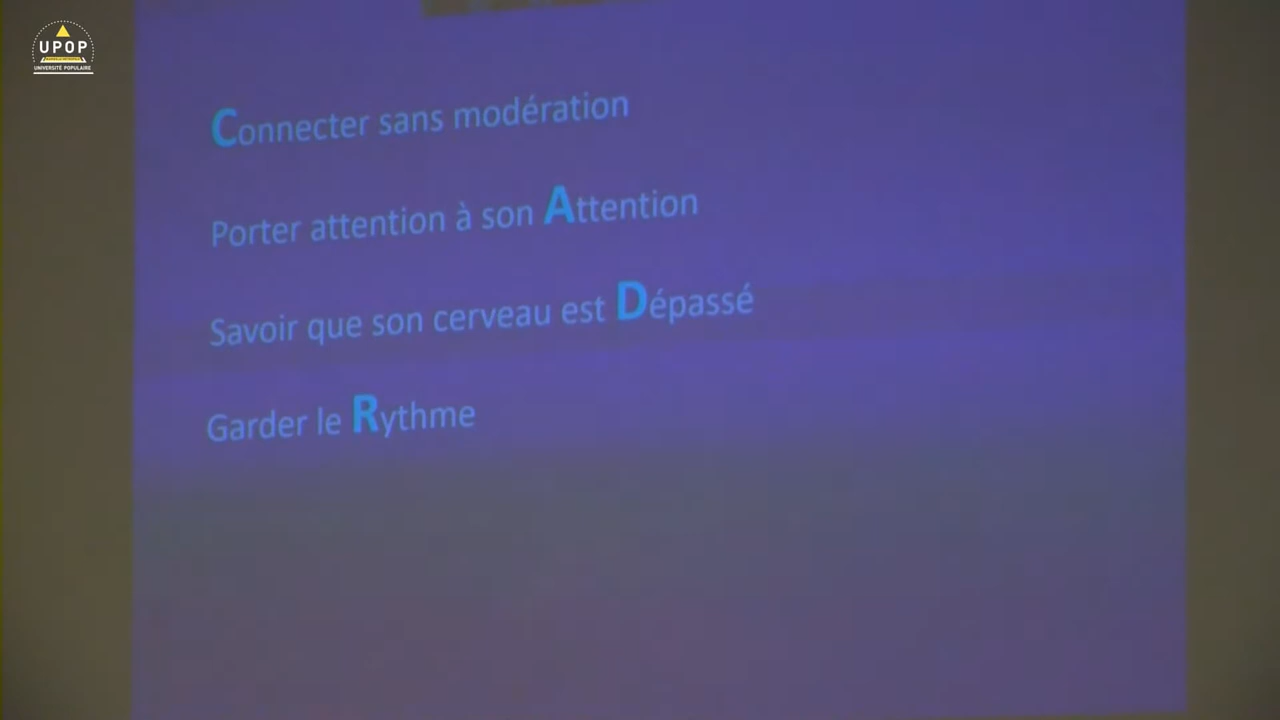 UPOP
UNIVERSITÉ POPULAIRE
Connecter sans modération
Porter attention à son Attention
Savoir que son cerveau est Dépassé
Garder le Rythme